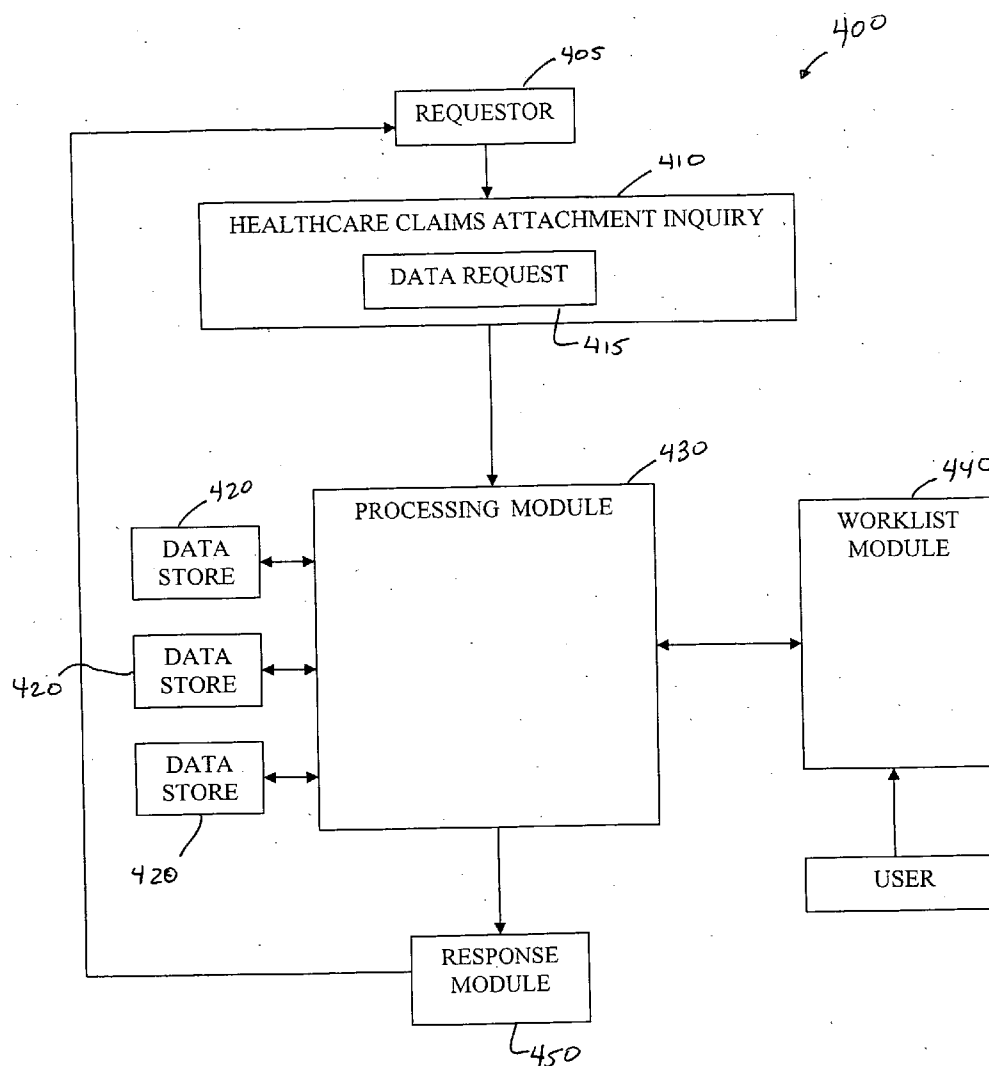 400
405
REQUESTOR
410
HEALTHCARE CLAIMS ATTACHMENT INQUIRY
DATA REQUEST
415
430
440
420
PROCESSING MODULE
WORKLIST
MODULE
DATA
STORE
420
DATA
STORE
DATA
STORE
420
USER
RESPONSE
MODULE
450